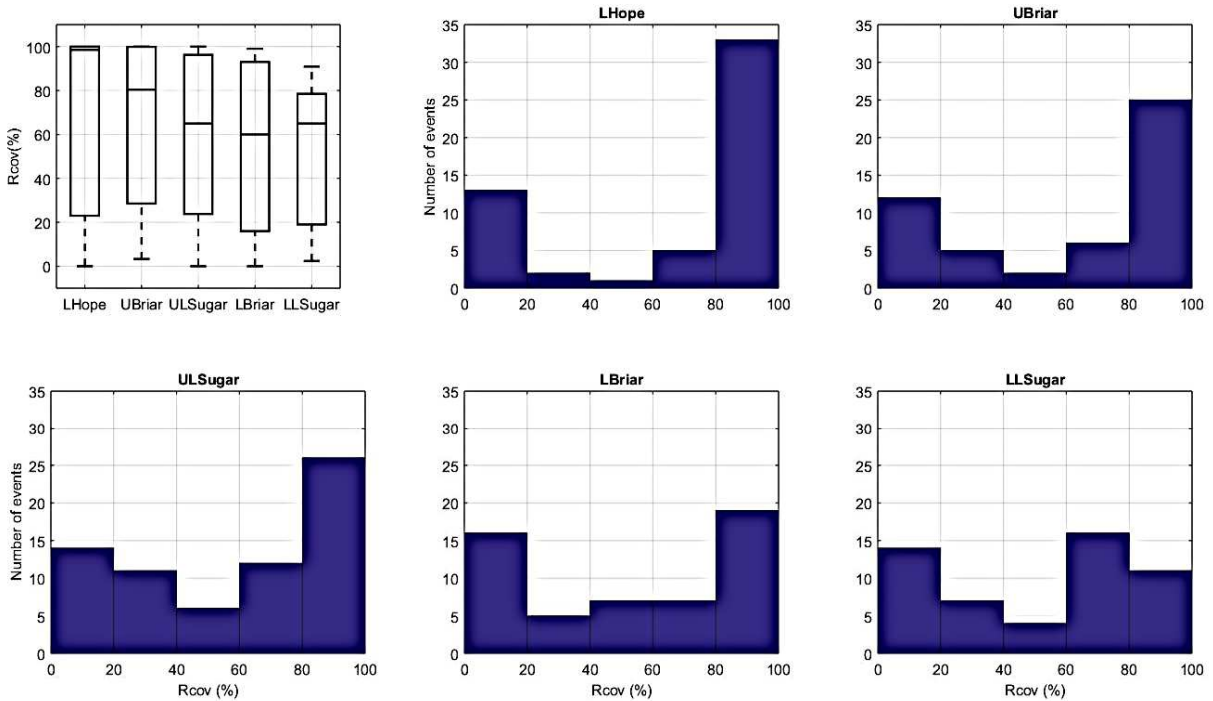 100
80
60
40
20
0
Rcov(%)
LHope UBriar ULSugar LBriar LLSugar
LHope
35
30
25
20
15
10
5
0
Number of events
0 20 40 60 80 100
UBriar
35
30
25
20
15
10
5
0
0 20 40 60 80 100
ULSugar
35
30
25
20
15
10
5
0
Number of events
0 20 40 60 80 100
Rcov (%)
LBriar
35
30
25
20
15
10
5
0
0 20 40 60 80 100
Rcov (%)
LLSugar
35
30
25
20
15
10
5
0
0 20 40 60 80 100
Rcov (%)